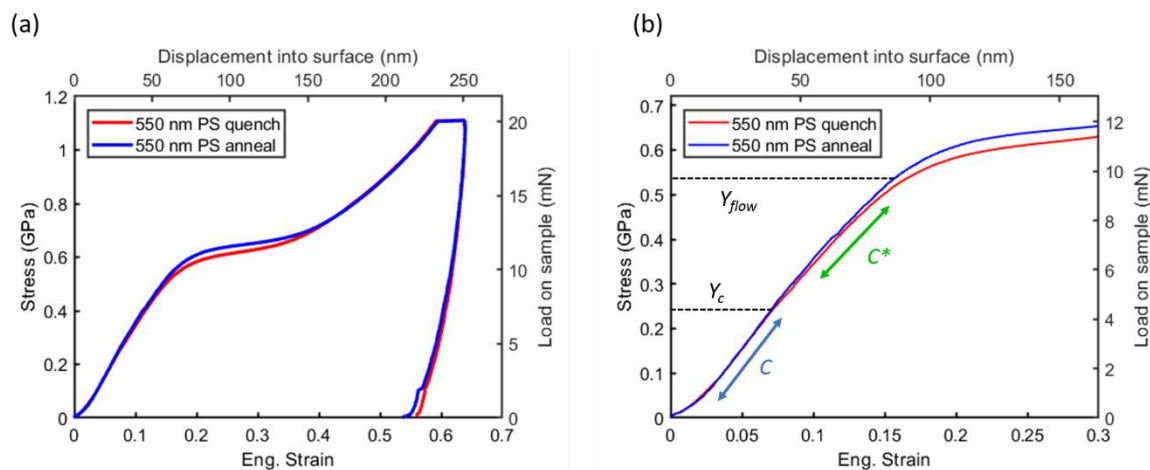 (a)
Displacement into surface (nm)
0 50 100 150 200 250
1.2
1
0.8
0.6
0.4
0.2
0
Stress (GPa)
550 nm PS quench
550 nm PS anneal
20
15
10
5
0
Load on sample (mN)
0 0.1 0.2 0.3 0.4 0.5 0.6 0.7
Eng. Strain
(b)
Displacement into surface (nm)
0 50 100 150
0.7
0.6
0.5
0.4
0.3
0.2
0.1
0
Stress (GPa)
550 nm PS quench
550 nm PS anneal
Yflow
C*
Yc
C
12
10
8
6
4
2
0
Load on sample (mN)
0 0.05 0.1 0.15 0.2 0.25 0.3
Eng. Strain